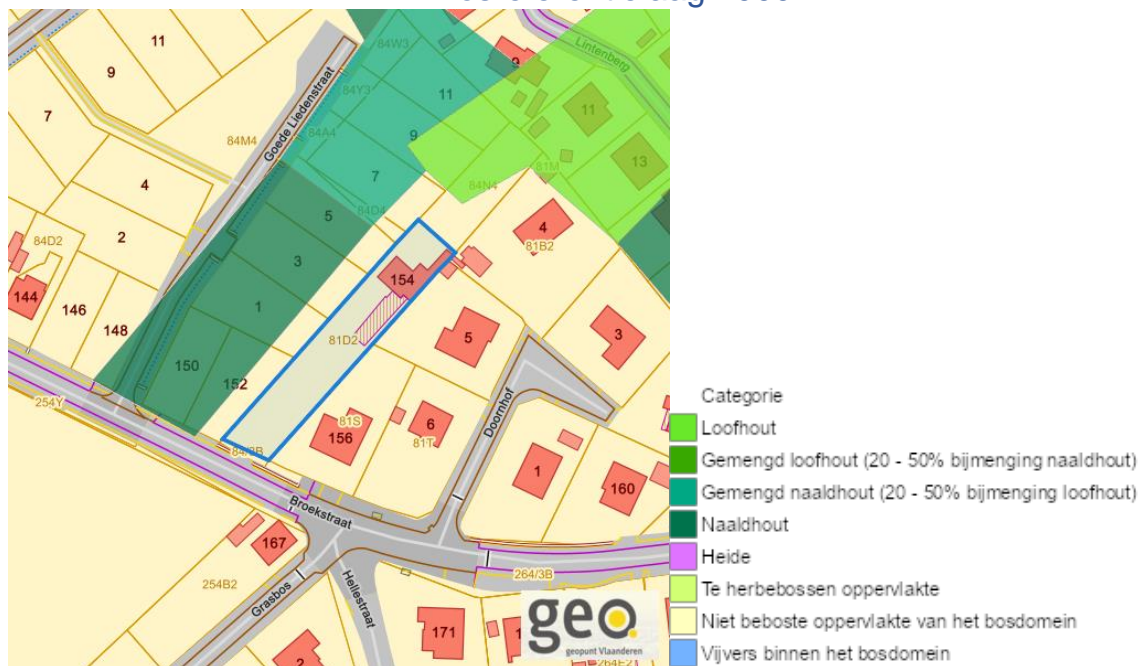 11
9
7
4
2
84D2
144
146
148
150
152
254Y
84M4
Goede Liedenstraat
84W3
84Y3
84A4
11
9
7
84D4
5
3
1
81D2
154
84/3B
84N4
81M
9
11
13
Lintenberg
4
81B2
5
3
81S
156
6
81T
Doornhof
1
160
Broekstraat
167
254B2
Grasbos
Hellestraat
264/3B
171
2
264E2
geo
geopunt Vlaanderen
Categorie
Loofhout
Gemengd loofhout (20 - 50% bijmenging naaldhout)
Gemengd naaldhout (20 - 50% bijmenging loofhout)
Naaldhout
Heide
Te herbebossen oppervlakte
Niet beboste oppervlakte van het bosdomein
Vijvers binnen het bosdomein